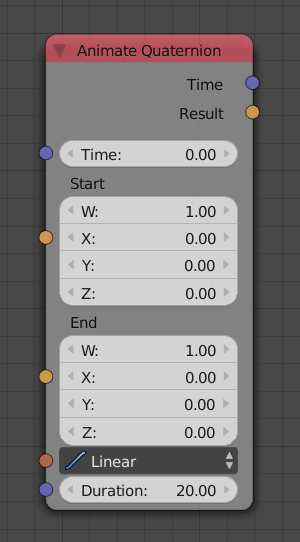 Animate Quaternion
Time
Result
Time: 0.00
Start
W: 1.00
X: 0.00
Y: 0.00
Z: 0.00
End
W: 1.00
X: 0.00
Y: 0.00
Z: 0.00
Linear
Duration: 20.00